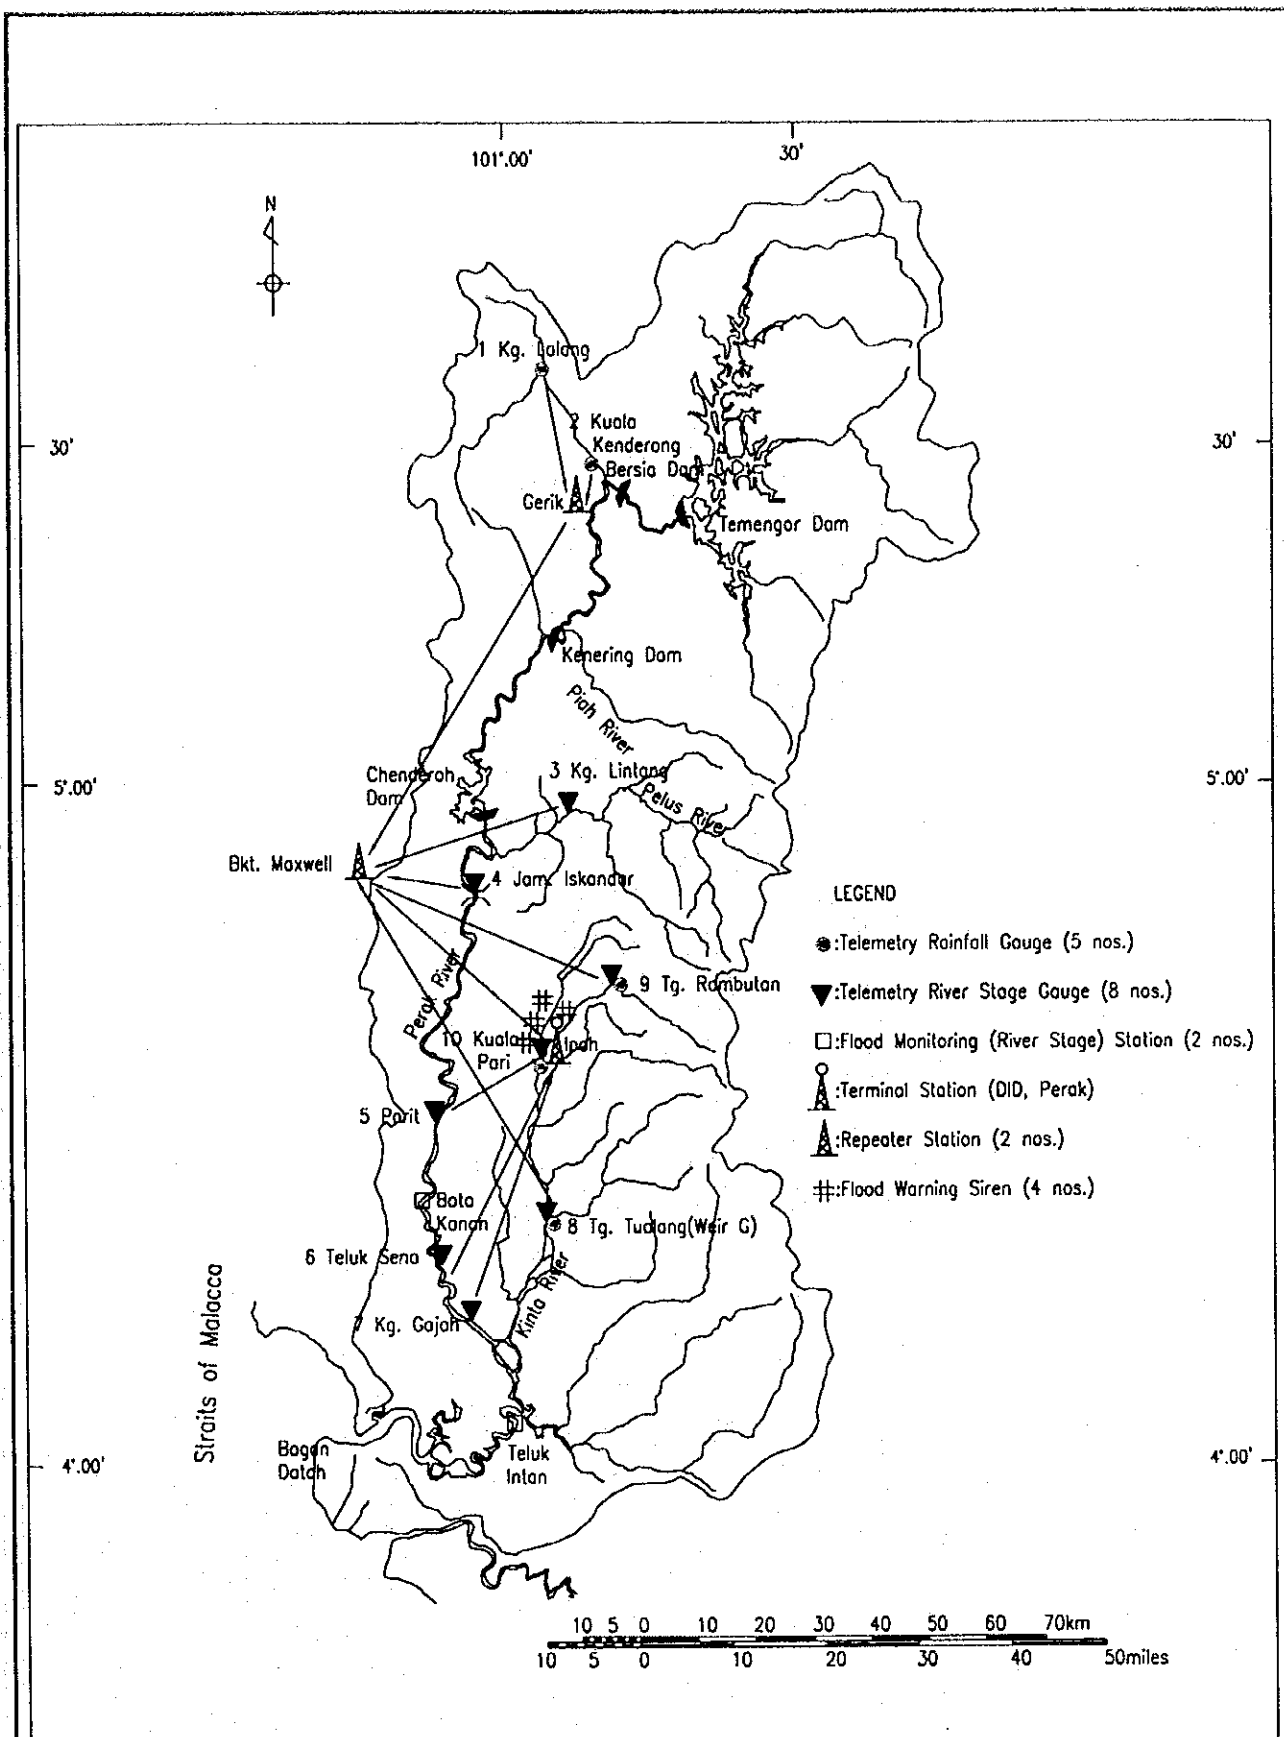 101°.00'
30'
N
1 Kg. Lalang
2 Kuala
Kenderong
30'
30'
Bersia Dam
Gerik
Temengor Dam
Kenering Dam
Piah River
Chenderoh
Dam
3 Kg. Lintang
5°.00'
5°.00'
Pelus River
Bkt. Maxwell
4 Jam. Iskandar
LEGEND
:Telemetry Rainfall Gauge (5 nos.)
:Telemetry River Stage Gauge (8 nos.)
:Flood Monitoring (River Stage) Station (2 nos.)
:Terminal Station (DID, Perak)
:Repeater Station (2 nos.)
:Flood Warning Siren (4 nos.)
Perak River
9 Tg. Rambutan
10 Kuala
Pari
Ipoh
5 Parit
Bota
Kanan
8 Tg. Tualang(Weir G)
6 Teluk Sena
Kinta River
7 Kg. Gajah
Straits of Malacca
Bagan
Datah
Teluk
Intan
4°.00'
4°.00'
10 5 0 10 20 30 40 50 60 70km
10 5 0 10 20 30 40 50miles